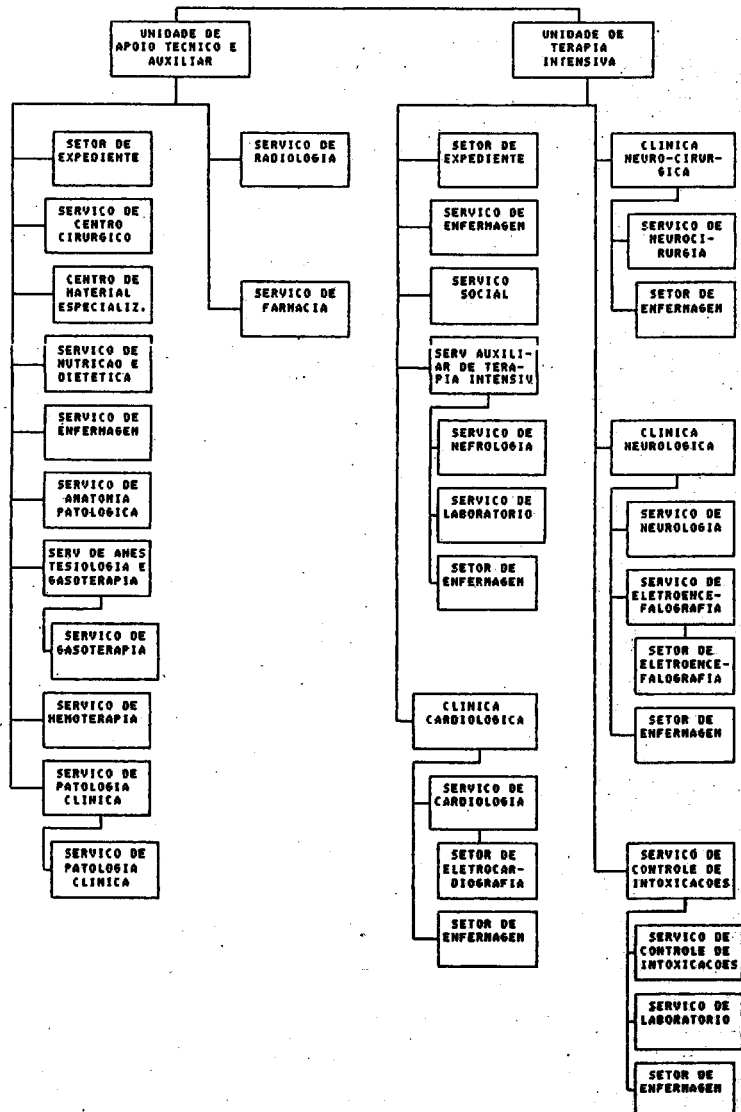 UNIDADE DE
APOIO TECNICO E
AUXILIAR
UNIDADE DE
TERAPIA
INTENSIVA
SETOR DE
EXPEDIENTE
SERVICO DE
CENTRO
CIRURGICO
CENTRO DE
MATERIAL
ESPECIALIZ.
SERVICO DE
NUTRICAO E
DIETETICA
SERVICO DE
ENFERMAGEM
SERVICO DE
ANATOMIA
PATOLOGICA
SERV DE ANES
TESIOLOGIA E
GASOTERAPIA
SERVICO DE
GASOTERAPIA
SERVICO DE
HEMOTERAPIA
SERVICO DE
PATOLOGIA
CLINICA
SERVICO DE
PATOLOGIA
CLINICA
SERVICO DE
RADIOLOGIA
SERVICO DE
FARMACIA
SETOR DE
EXPEDIENTE
SERVICO DE
ENFERMAGEM
SERVICO
SOCIAL
SERV AUXILI-
AR DE TERA-
PIA INTENSIV
SERVICO DE
NEFROLOGIA
SERVICO DE
LABORATORIO
SETOR DE
ENFERMAGEM
CLINICA
CARDIOLOGICA
SERVICO DE
CARDIOLOGIA
SETOR DE
ELETROCAR-
DIOGRAFIA
SETOR DE
ENFERMAGEM
CLINICA
NEURO-CIRUR-
GICA
SERVICO DE
NEUROCI-
RURGIA
SETOR DE
ENFERMAGEM
CLINICA
NEUROLOGICA
SERVICO DE
NEUROLOGIA
SERVICO DE
ELETROENCE-
FALOGRAFIA
SETOR DE
ELETROENCE-
FALOGRAFIA
SETOR DE
ENFERMAGEM
SERVICO DE
CONTROLE DE
INTOXICACOES
SERVICO DE
CONTROLE DE
INTOXICACOES
SERVICO DE
LABORATORIO
SETOR DE
ENFERMAGEM